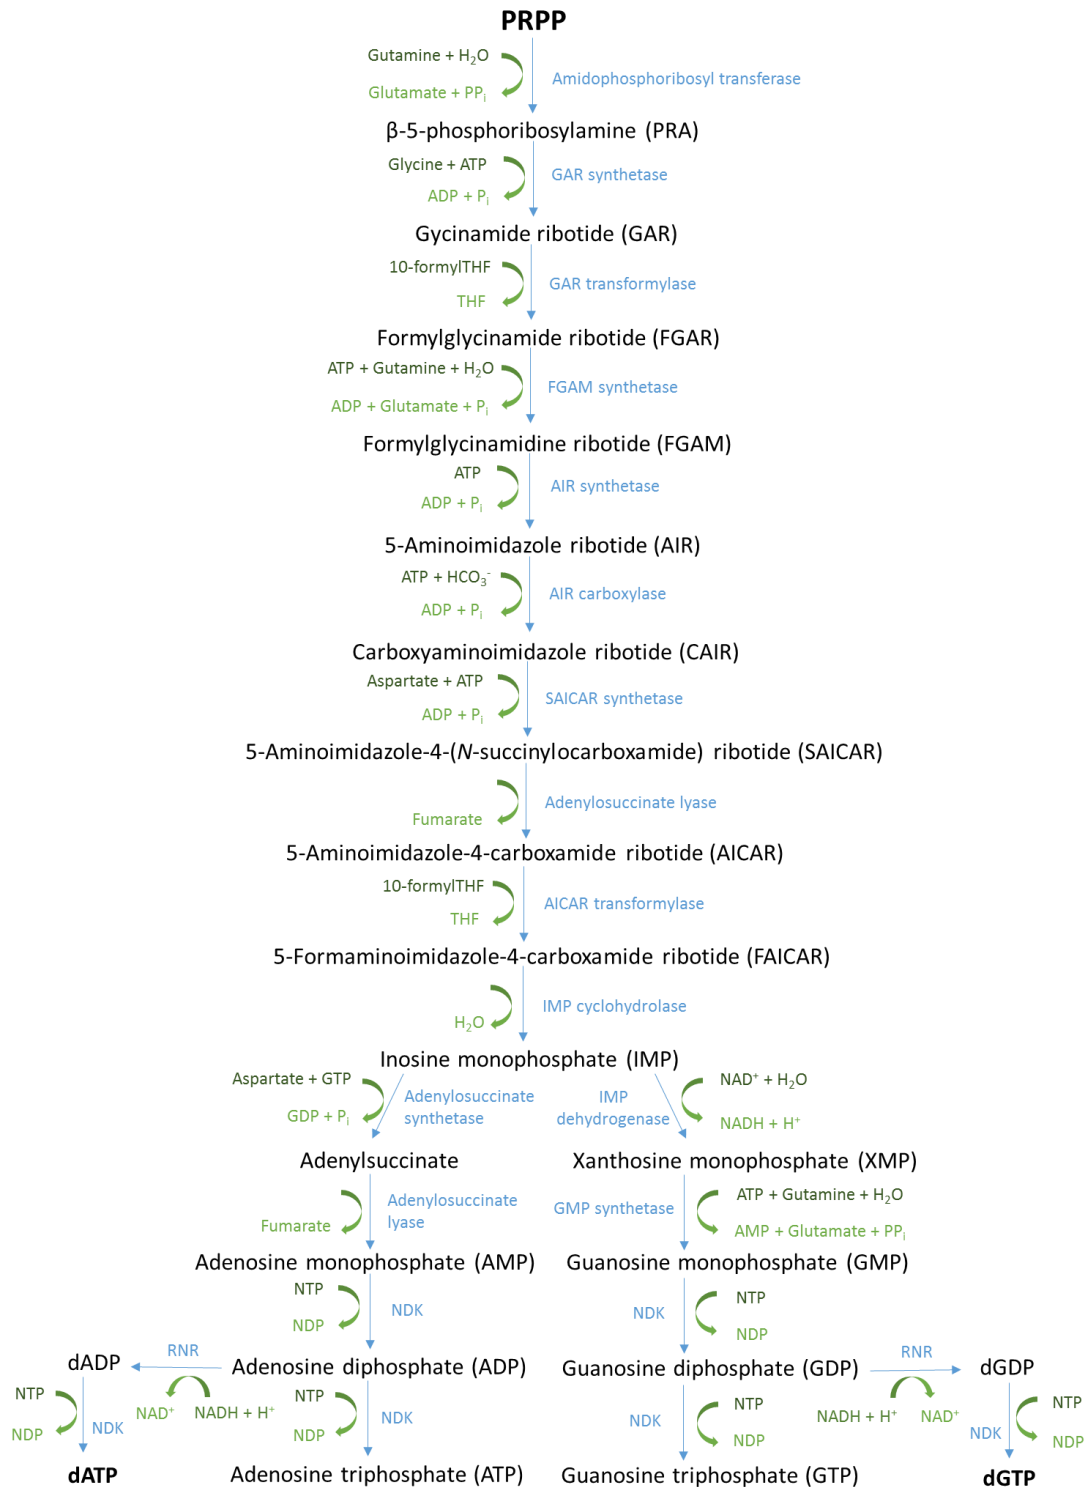 PRPP
Gutamine + H₂O
Glutamate + PPᵢ
Amidophosphoribosyl transferase
β-5-phosphoribosylamine (PRA)
Glycine + ATP
ADP + Pᵢ
GAR synthetase
Gycinamide ribotide (GAR)
10-formylTHF
THF
GAR transformylase
Formylglycinamide ribotide (FGAR)
ATP + Gutamine + H₂O
ADP + Glutamate + Pᵢ
FGAM synthetase
Formylglycinamidine ribotide (FGAM)
ATP
ADP + Pᵢ
AIR synthetase
5-Aminoimidazole ribotide (AIR)
ATP + HCO₃⁻
ADP + Pᵢ
AIR carboxylase
Carboxyaminoimidazole ribotide (CAIR)
Aspartate + ATP
ADP + Pᵢ
SAICAR synthetase
5-Aminoimidazole-4-(N-succinylocarboxamide) ribotide (SAICAR)
Fumarate
Adenylosuccinate lyase
5-Aminoimidazole-4-carboxamide ribotide (AICAR)
10-formylTHF
THF
AICAR transformylase
5-Formaminoimidazole-4-carboxamide ribotide (FAICAR)
H₂O
IMP cyclohydrolase
Inosine monophosphate (IMP)
Aspartate + GTP
GDP + Pᵢ
Adenylosuccinate
synthetase
IMP
dehydrogenase
NAD⁺ + H₂O
NADH + H⁺
Adenylsuccinate
Xanthosine monophosphate (XMP)
Fumarate
Adenylosuccinate
lyase
GMP synthetase
ATP + Gutamine + H₂O
AMP + Glutamate + PPᵢ
Adenosine monophosphate (AMP)
Guanosine monophosphate (GMP)
NTP
NDP
NDK
NDK
NTP
NDP
dADP
RNR
Adenosine diphosphate (ADP)
Guanosine diphosphate (GDP)
RNR
dGDP
NTP
NDP
NDK
NAD⁺
NADH + H⁺
NTP
NDP
NDK
NDK
NTP
NDP
NADH + H⁺
NAD⁺
NDK
NTP
NDP
dATP
Adenosine triphosphate (ATP)
Guanosine triphosphate (GTP)
dGTP